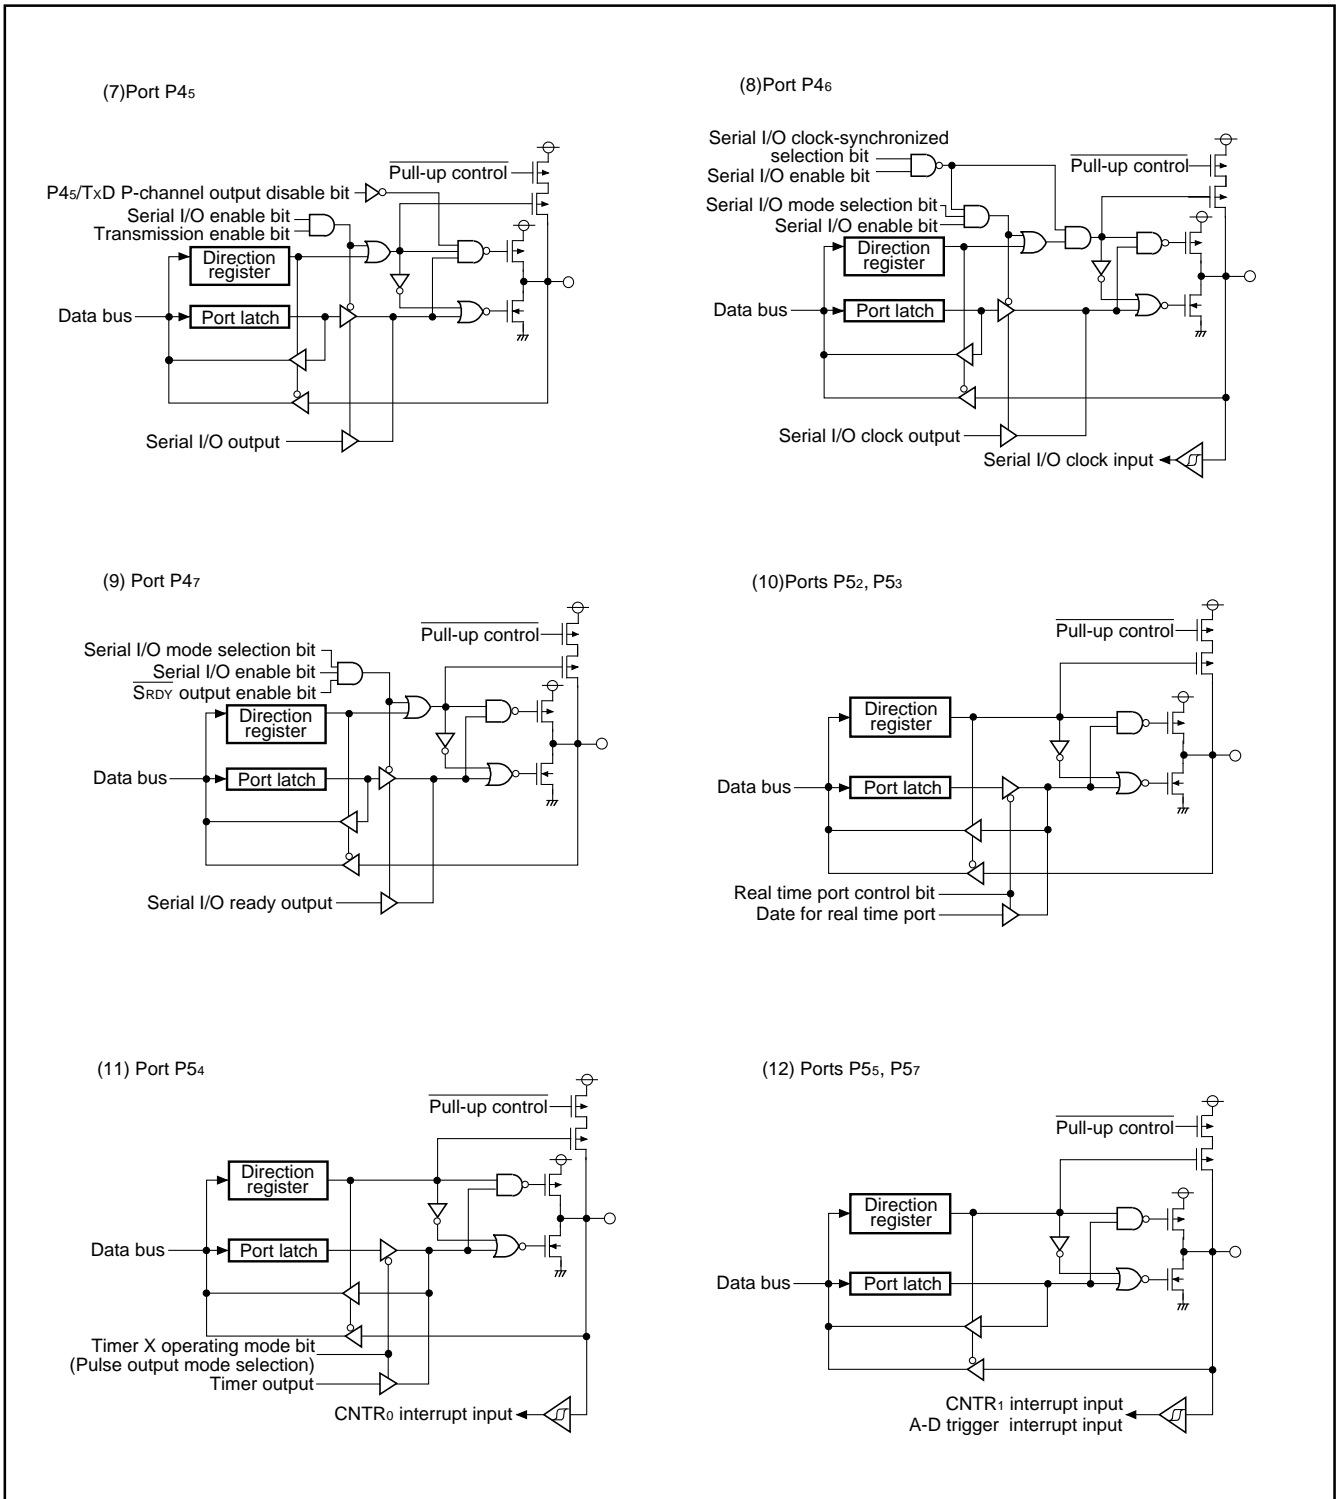 (7)Port P45
Pull-up control
P45/TxD P-channel output disable bit
Serial I/O enable bit
Transmission enable bit
Direction
register
Data bus
Port latch
Serial I/O output
(8)Port P46
Serial I/O clock-synchronized
selection bit
Serial I/O enable bit
Pull-up control
Serial I/O mode selection bit
Serial I/O enable bit
Direction
register
Data bus
Port latch
Serial I/O clock output
Serial I/O clock input
(9) Port P47
Pull-up control
Serial I/O mode selection bit
Serial I/O enable bit
SRDY output enable bit
Direction
register
Data bus
Port latch
Serial I/O ready output
(10)Ports P52, P53
Pull-up control
Direction
register
Data bus
Port latch
Real time port control bit
Date for real time port
(11) Port P54
Pull-up control
Direction
register
Data bus
Port latch
Timer X operating mode bit
(Pulse output mode selection)
Timer output
CNTR0 interrupt input
(12) Ports P55, P57
Pull-up control
Direction
register
Data bus
Port latch
CNTR1 interrupt input
A-D trigger interrupt input